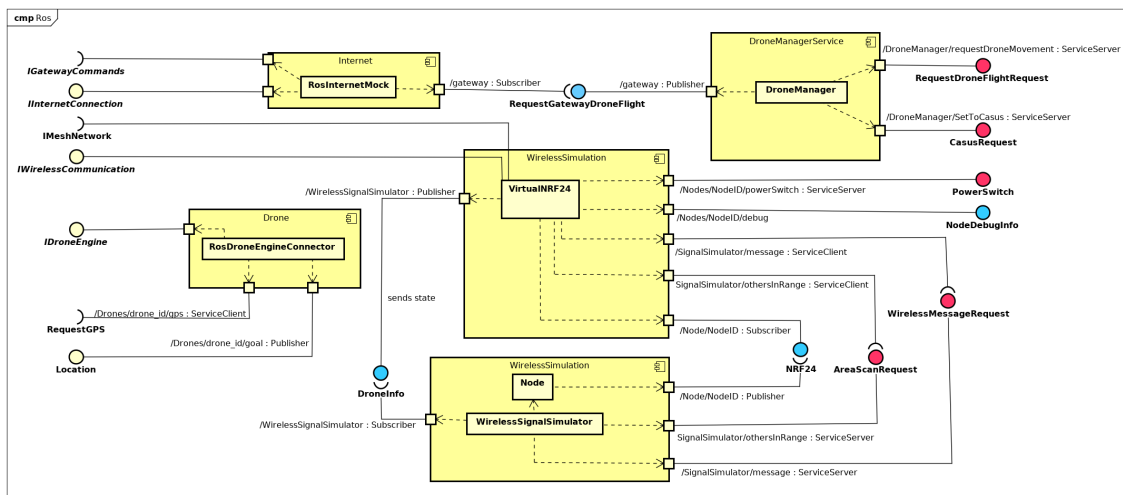 cmp Ros
Internet
DroneManagerService
/DroneManager/requestDroneMovement : ServiceServer
IGatewayCommands
RequestDroneFlightRequest
RosInternetMock
/gateway : Subscriber
/gateway : Publisher
DroneManager
IInternetConnection
RequestGatewayDroneFlight
/DroneManager/SetToCasus : ServiceServer
IMeshNetwork
CasusRequest
WirelessSimulation
IWirelessCommunication
/WirelessSignalSimulator : Publisher
VirtualNRF24
/Nodes/NodeID/powerSwitch : ServiceServer
PowerSwitch
Drone
/Nodes/NodeID/debug
NodeDebugInfo
IDroneEngine
RosDroneEngineConnector
/SignalSimulator/message : ServiceClient
SignalSimulator/othersInRange : ServiceClient
sends state
/Drones/drone_id/gps : ServiceClient
WirelessMessageRequest
RequestGPS
/Node/NodeID : Subscriber
/Drones/drone_id/goal : Publisher
Location
WirelessSimulation
NRF24
AreaScanRequest
Node
DroneInfo
/Node/NodeID : Publisher
/WirelessSignalSimulator : Subscriber
WirelessSignalSimulator
SignalSimulator/othersInRange : ServiceServer
/SignalSimulator/message : ServiceServer